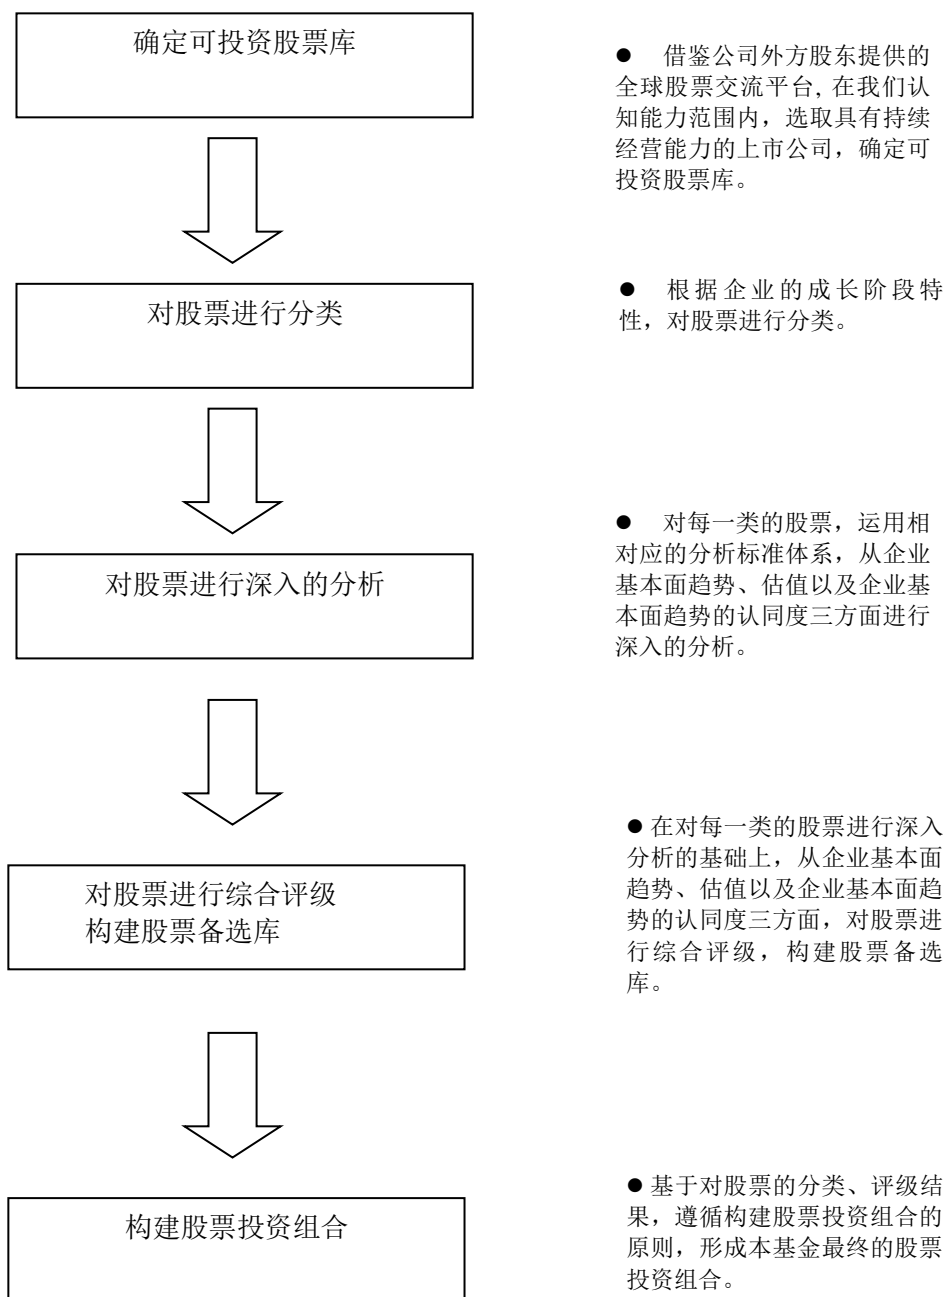 确定可投资股票库
● 借鉴公司外方股东提供的
全球股票交流平台, 在我们认
知能力范围内，选取具有持续
经营能力的上市公司，确定可
投资股票库。
对股票进行分类
● 根据企业的成长阶段特
性，对股票进行分类。
对股票进行深入的分析
● 对每一类的股票，运用相
对应的分析标准体系，从企业
基本面趋势、估值以及企业基
本面趋势的认同度三方面进行
深入的分析。
对股票进行综合评级
构建股票备选库
● 在对每一类的股票进行深入
分析的基础上，从企业基本面
趋势、估值以及企业基本面趋
势的认同度三方面，对股票进
行综合评级，构建股票备选
库。
构建股票投资组合
● 基于对股票的分类、评级结
果，遵循构建股票投资组合的
原则，形成本基金最终的股票
投资组合。